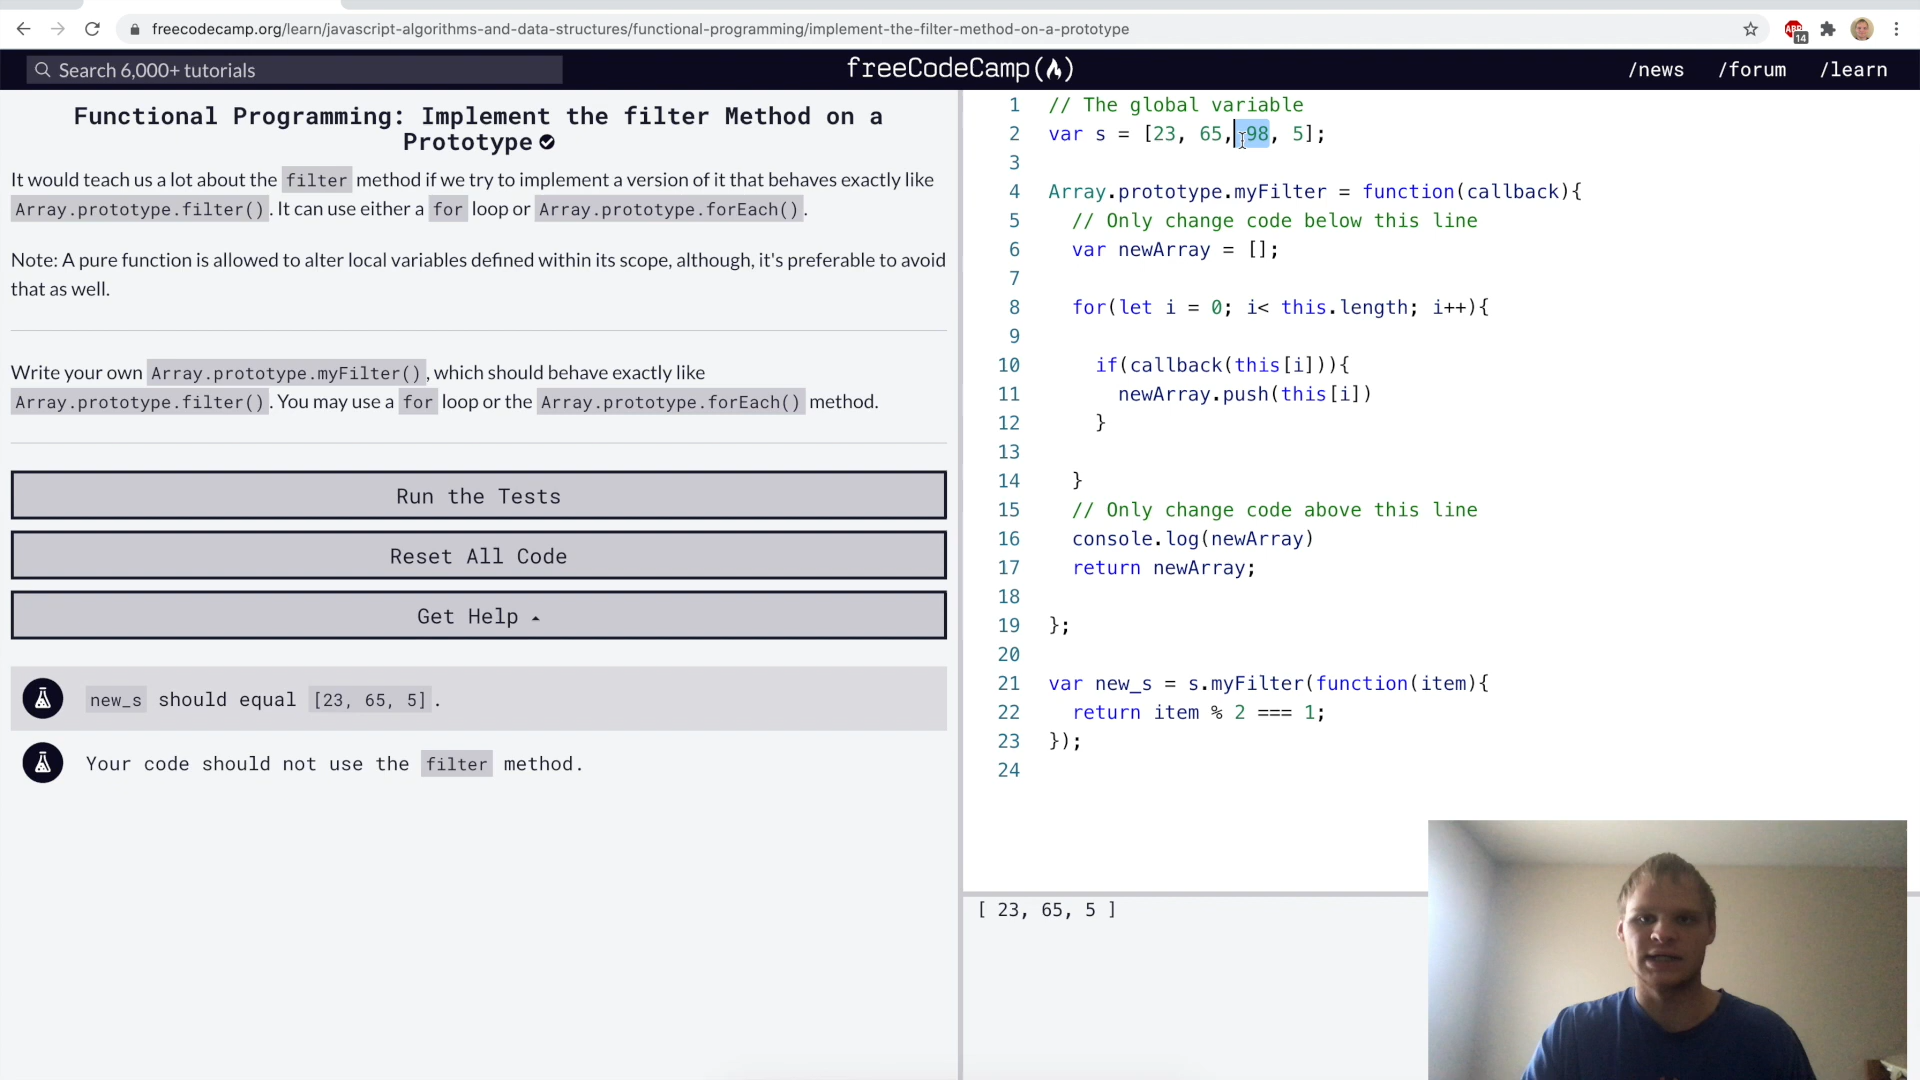 freecodecamp.org/learn/javascript-algorithms-and-data-structures/functional-programming/implement-the-filter-method-on-a-prototype
14
Search 6,000+ tutorials
freeCodeCamp
/news
/forum
/learn
Functional Programming: Implement the filter Method on a
Prototype
It would teach us a lot about the filter method if we try to implement a version of it that behaves exactly like
Array.prototype.filter(). It can use either a for loop or Array.prototype.forEach().
Note: A pure function is allowed to alter local variables defined within its scope, although, it's preferable to avoid
that as well.
Write your own Array.prototype.myFilter(), which should behave exactly like
Array.prototype.filter(). You may use a for loop or the Array.prototype.forEach() method.
Run the Tests
Reset All Code
Get Help
new_s should equal [23, 65, 5].
Your code should not use the filter method.
1 // The global variable
2 var s = [23, 65, 98, 5];
3
4 Array.prototype.myFilter = function(callback){
5 // Only change code below this line
6 var newArray = [];
7
8 for(let i = 0; i< this.length; i++){
9
10 if(callback(this[i])){
11 newArray.push(this[i])
12 }
13
14 }
15 // Only change code above this line
16 console.log(newArray)
17 return newArray;
18
19 };
20
21 var new_s = s.myFilter(function(item){
22 return item % 2 === 1;
23 });
24
[ 23, 65, 5 ]